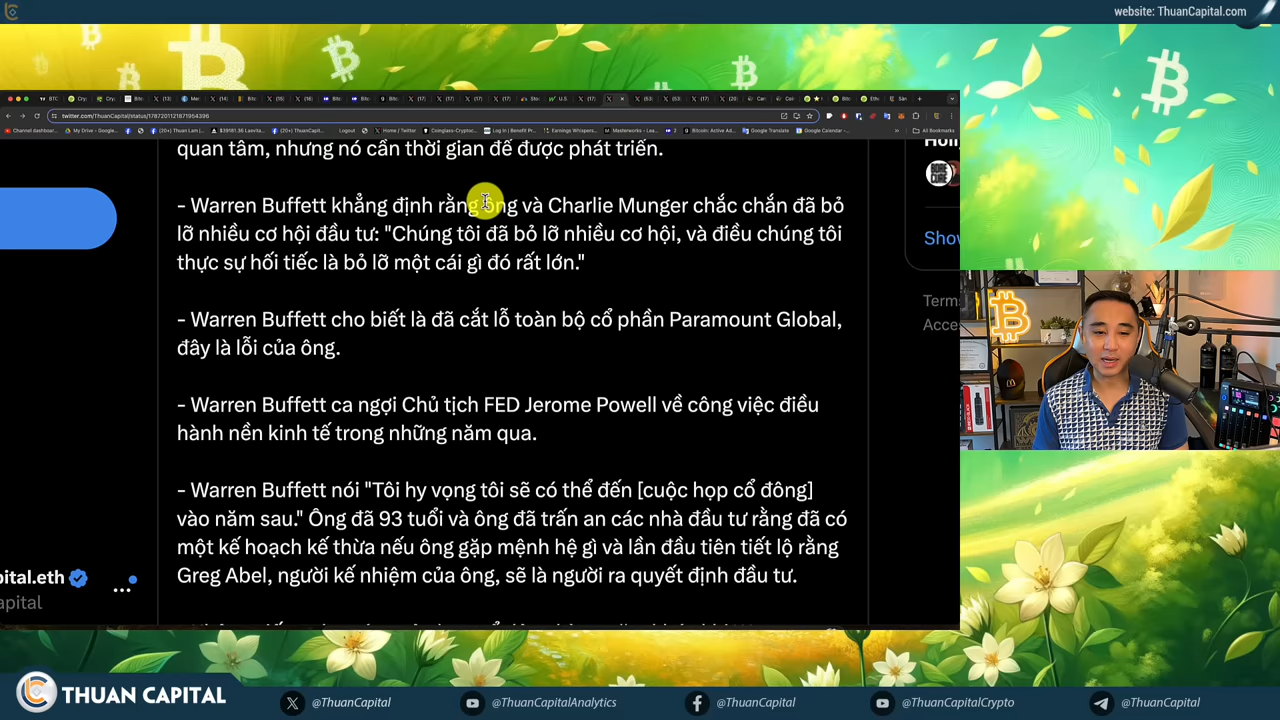 website: ThuanCapital.com
twitter.com/ThuanCapital/status/1787201121871954396
All Bookmarks
quan tâm, nhưng nó cần thời gian để được phát triển.
- Warren Buffett khẳng định rằng ông và Charlie Munger chắc chắn đã bỏ
lỡ nhiều cơ hội đầu tư: "Chúng tôi đã bỏ lỡ nhiều cơ hội, và điều chúng tôi
thực sự hối tiếc là bỏ lỡ một cái gì đó rất lớn."
- Warren Buffett cho biết là đã cắt lỗ toàn bộ cổ phần Paramount Global,
đây là lỗi của ông.
- Warren Buffett ca ngợi Chủ tịch FED Jerome Powell về công việc điều
hành nền kinh tế trong những năm qua.
- Warren Buffett nói "Tôi hy vọng tôi sẽ có thể đến [cuộc họp cổ đông]
vào năm sau." Ông đã 93 tuổi và ông đã trấn an các nhà đầu tư rằng đã có
một kế hoạch kế thừa nếu ông gặp mệnh hệ gì và lần đầu tiên tiết lộ rằng
Greg Abel, người kế nhiệm của ông, sẽ là người ra quyết định đầu tư.
Show
Terms
Acce
ital.eth
apital
THUAN CAPITAL
@ThuanCapital
@ThuanCapitalAnalytics
@ThuanCapital
@ThuanCapitalCrypto
@ThuanCapital